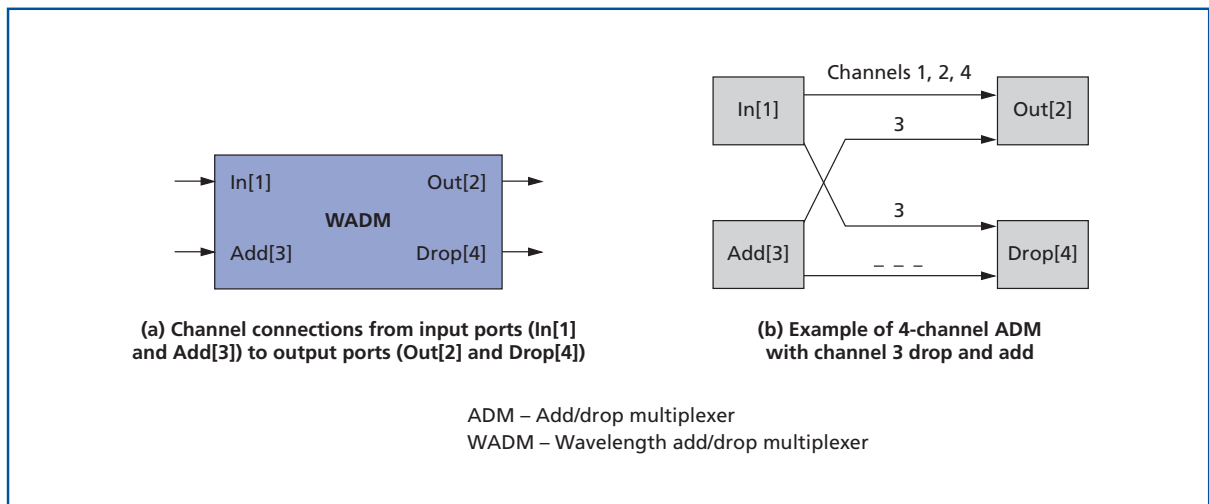 In[1]
Out[2]
WADM
Add[3]
Drop[4]
(a) Channel connections from input ports (In[1]
and Add[3]) to output ports (Out[2] and Drop[4])
Channels 1, 2, 4
In[1]
Out[2]
3
3
Add[3]
Drop[4]
– – –
(b) Example of 4-channel ADM
with channel 3 drop and add
ADM – Add/drop multiplexer
WADM – Wavelength add/drop multiplexer